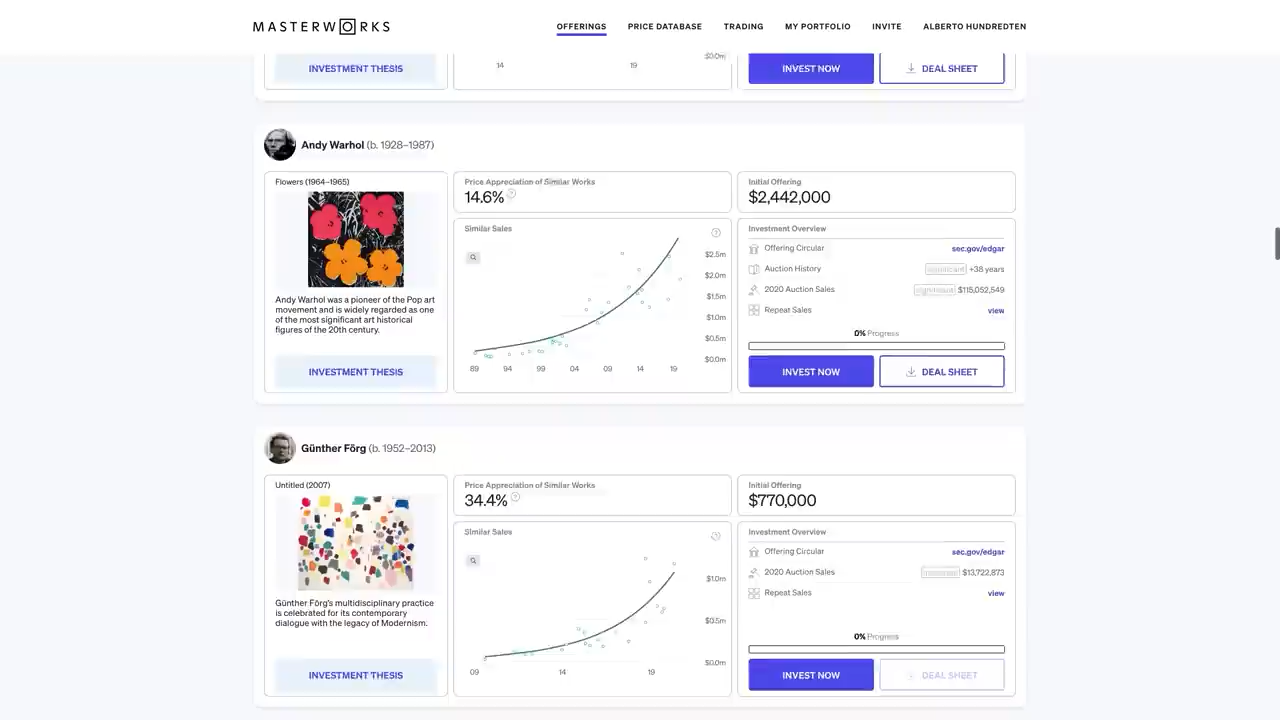 MASTERWORKS
OFFERINGS
PRICE DATABASE
TRADING
MY PORTFOLIO
INVITE
ALBERTO HUNDREDTEN
INVESTMENT THESIS
14
19
$0.0m
INVEST NOW
DEAL SHEET
Andy Warhol (b. 1928–1987)
Flowers (1964–1965)
Andy Warhol was a pioneer of the Pop art
movement and is widely regarded as one
of the most significant art historical
figures of the 20th century.
INVESTMENT THESIS
Price Appreciation of Similar Works
14.6%
Similar Sales
$2.5m
$2.0m
$1.5m
$1.0m
$0.5m
$0.0m
89
94
99
04
09
14
19
Initial Offering
$2,442,000
Investment Overview
Offering Circular
sec.gov/edgar
Auction History
significant +38 years
2020 Auction Sales
significant $115,052,549
Repeat Sales
view
0% Progress
INVEST NOW
DEAL SHEET
Günther Förg (b. 1952–2013)
Untitled (2007)
Günther Förg's multidisciplinary practice
is celebrated for its contemporary
dialogue with the legacy of Modernism.
INVESTMENT THESIS
Price Appreciation of Similar Works
34.4%
Similar Sales
$1.0m
$0.5m
$0.0m
09
14
19
Initial Offering
$770,000
Investment Overview
Offering Circular
sec.gov/edgar
2020 Auction Sales
$13,722,873
Repeat Sales
view
0% Progress
INVEST NOW
DEAL SHEET